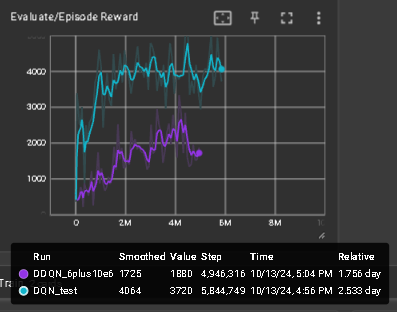 Evaluate/Episode Reward
4000
3000
2000
1000
0
2M
4M
6M
8M
Run Smoothed Value Step Time Relative
DDQN_6plus10e6 1725 1880 4,946,316 10/13/24, 5:04 PM 1.756 day
DQN_test 4064 3720 5,844,749 10/13/24, 4:56 PM 2.533 day
Tra